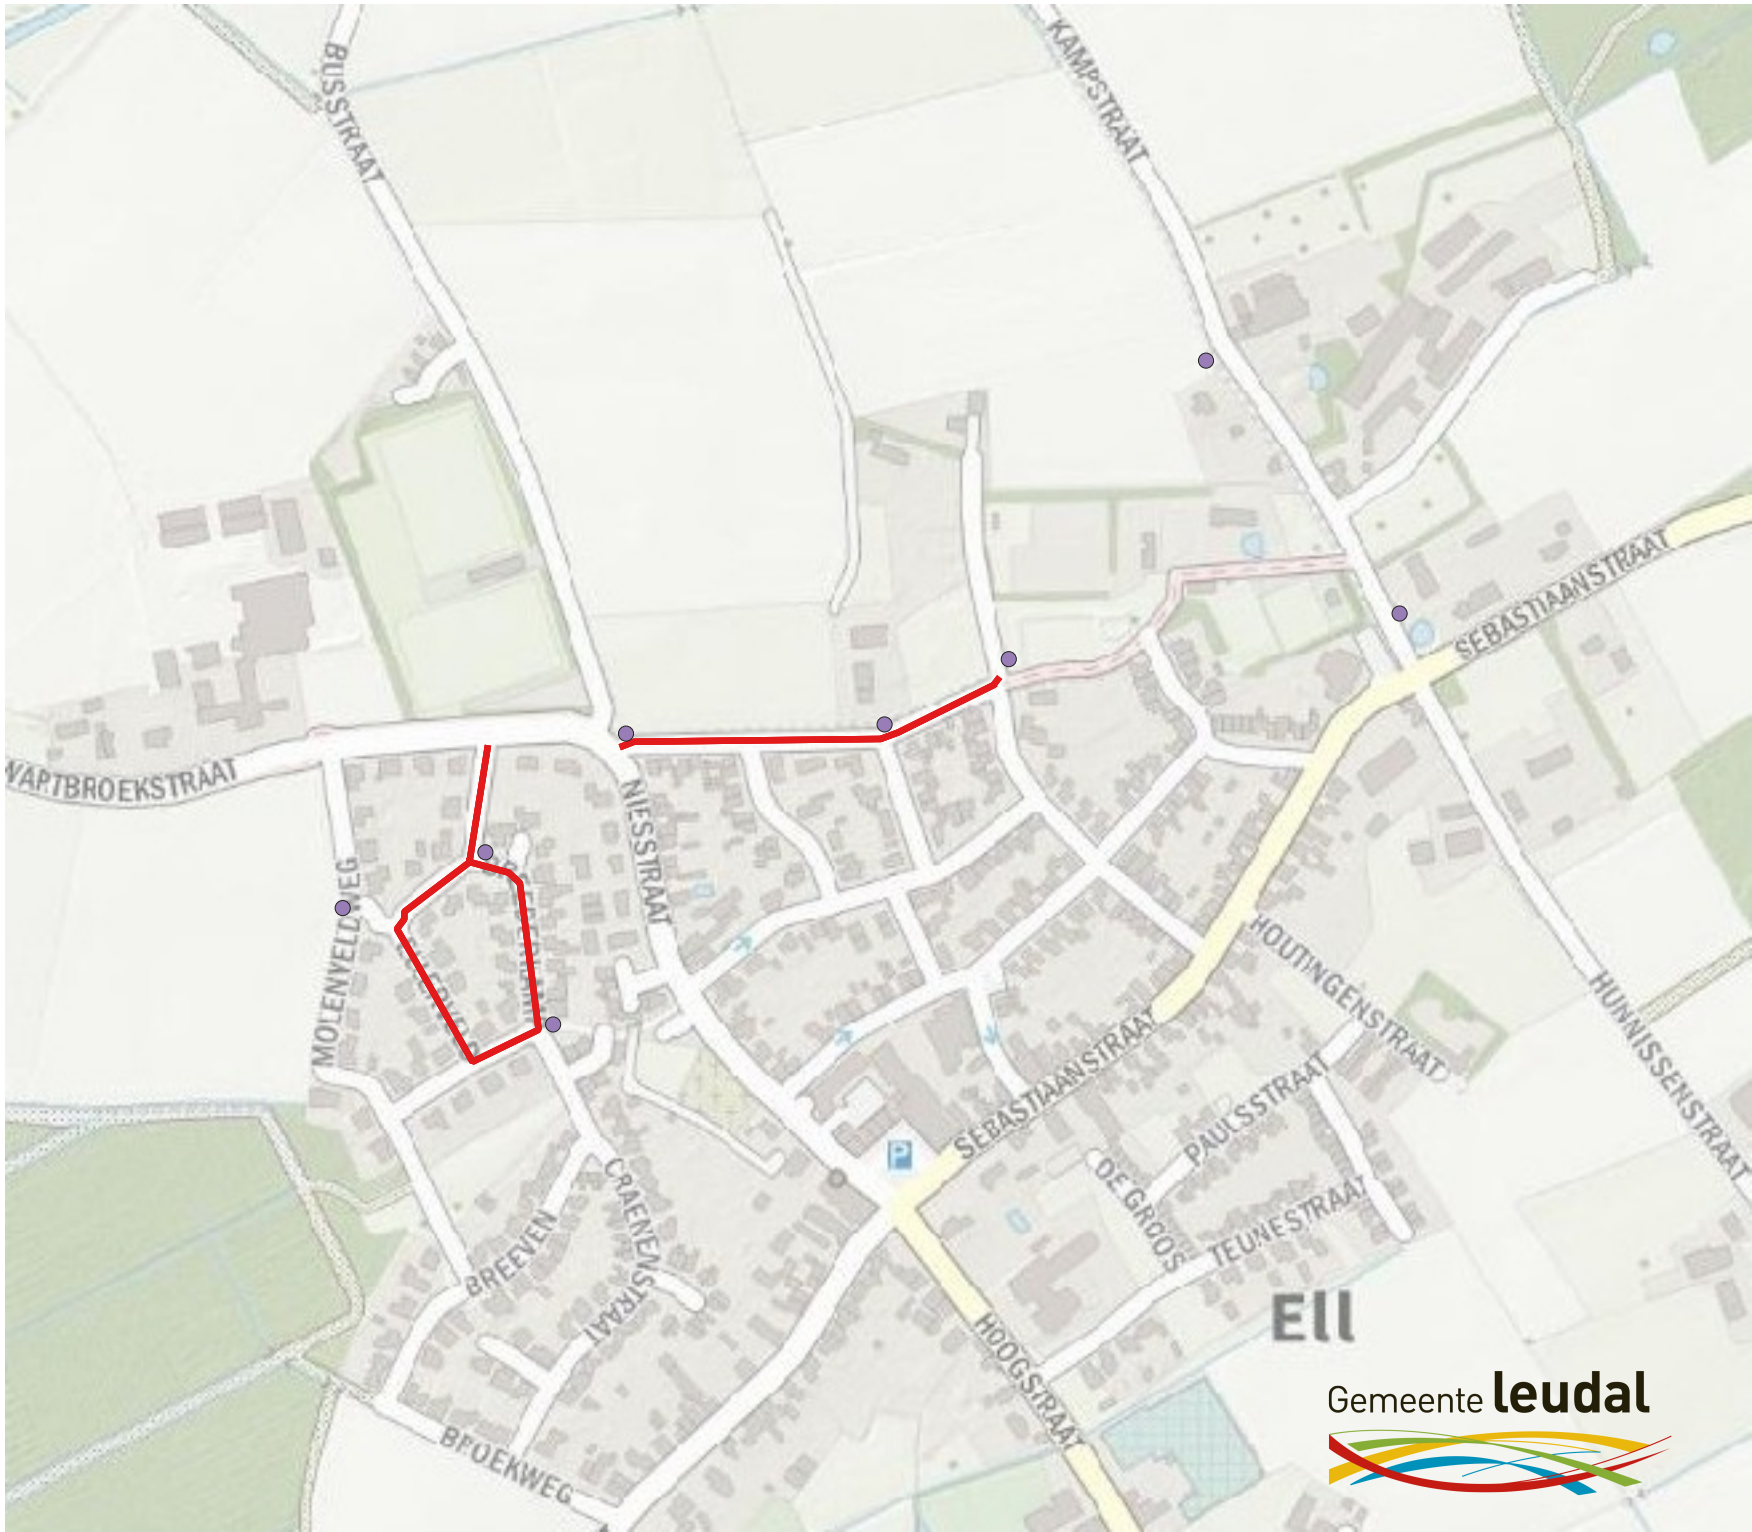 BUSSTRAAT
KAMPSTRAAT
SEBASTIAANSTRAAT
NIESSTRAAT
MOLENVELDWEG
HOUTINGENSTRAAT
HUNNISSENSTRAAT
SEBASTIAANSTRAAT
PAULSSTRAAT
P
DE GROOS
TEUNESTRAAT
CRAENENSTRAAT
BREEVEN
HOOGSTRAAT
BROEKWEG
Ell
Gemeente leudal